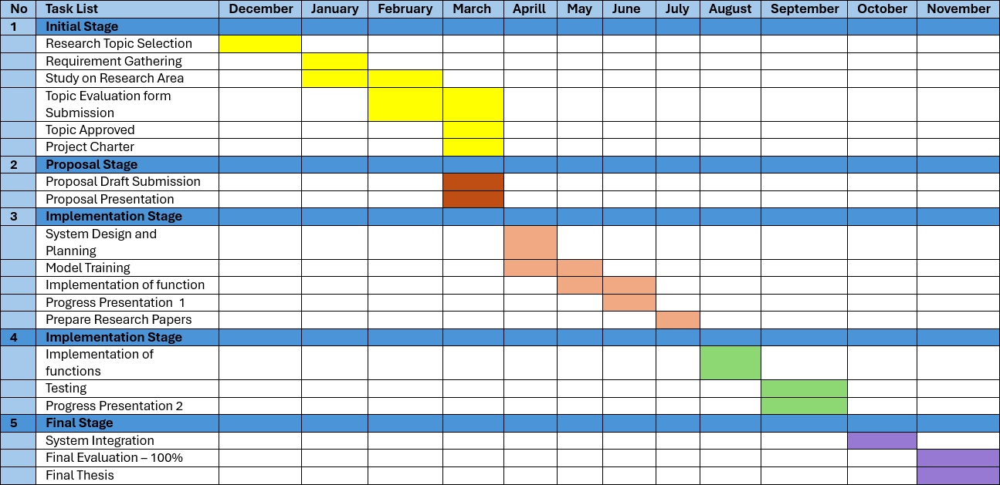 No Task List December January February March Aprill May June July August September October November
1 Initial Stage
Research Topic Selection
Requirement Gathering
Study on Research Area
Topic Evaluation form
Submission
Topic Approved
Project Charter
2 Proposal Stage
Proposal Draft Submission
Proposal Presentation
3 Implementation Stage
System Design and
Planning
Model Training
Implementation of function
Progress Presentation  1
Prepare Research Papers
4 Implementation Stage
Implementation of
functions
Testing
Progress Presentation 2
5 Final Stage
System Integration
Final Evaluation – 100%
Final Thesis